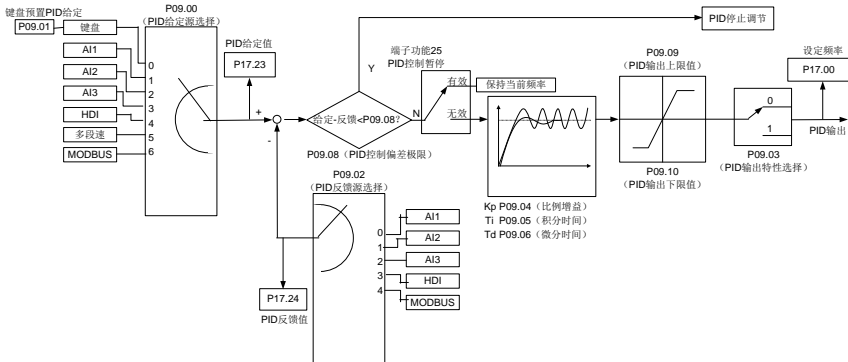 键盘预置PID给定
P09.01
键盘
AI1
AI2
AI3
HDI
多段速
MODBUS
P09.00
（PID给定源选择）
0
1
2
3
4
5
6
PID给定值
P17.23
+
-
Y
给定-反馈<P09.08?
N
P09.08（PID控制偏差极限）
端子功能25
PID控制暂停
有效
无效
保持当前频率
PID停止调节
Kp P09.04（比例增益）
Ti P09.05（积分时间）
Td P09.06（微分时间）
P09.09
（PID输出上限值）
P09.10
（PID输出下限值）
0
1
P09.03
（PID输出特性选择）
设定频率
P17.00
PID输出
P09.02
（PID反馈源选择）
0
1
2
3
4
AI1
AI2
AI3
HDI
MODBUS
P17.24
PID反馈值